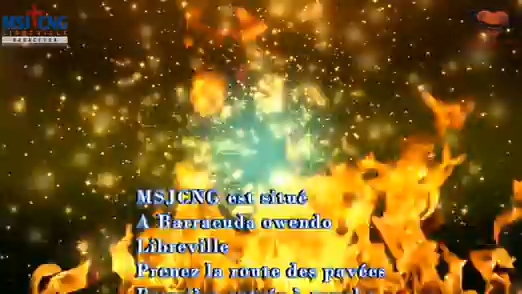 MSJCNG
LIBREVILLE
MSJCNG est situé
A Barracuda owendo
Libreville
Prenez la route des pavées